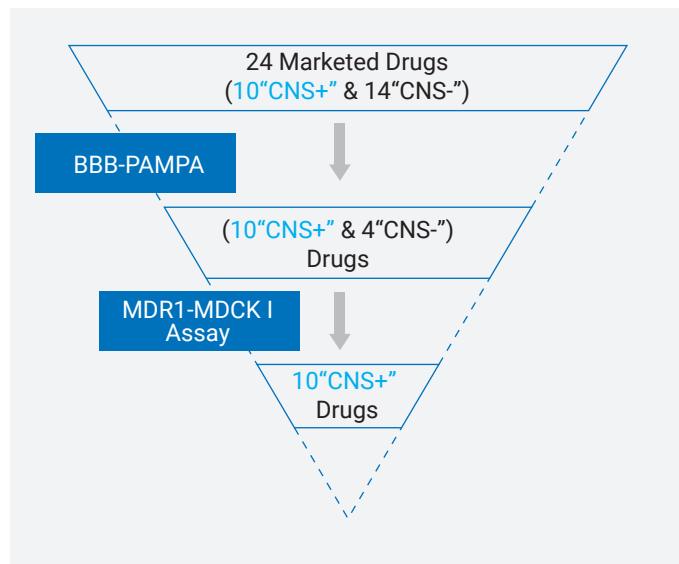 24 Marketed Drugs
(10“CNS+” & 14“CNS-”)
BBB-PAMPA
(10“CNS+” & 4“CNS-”)
Drugs
MDR1-MDCK I
Assay
10“CNS+”
Drugs